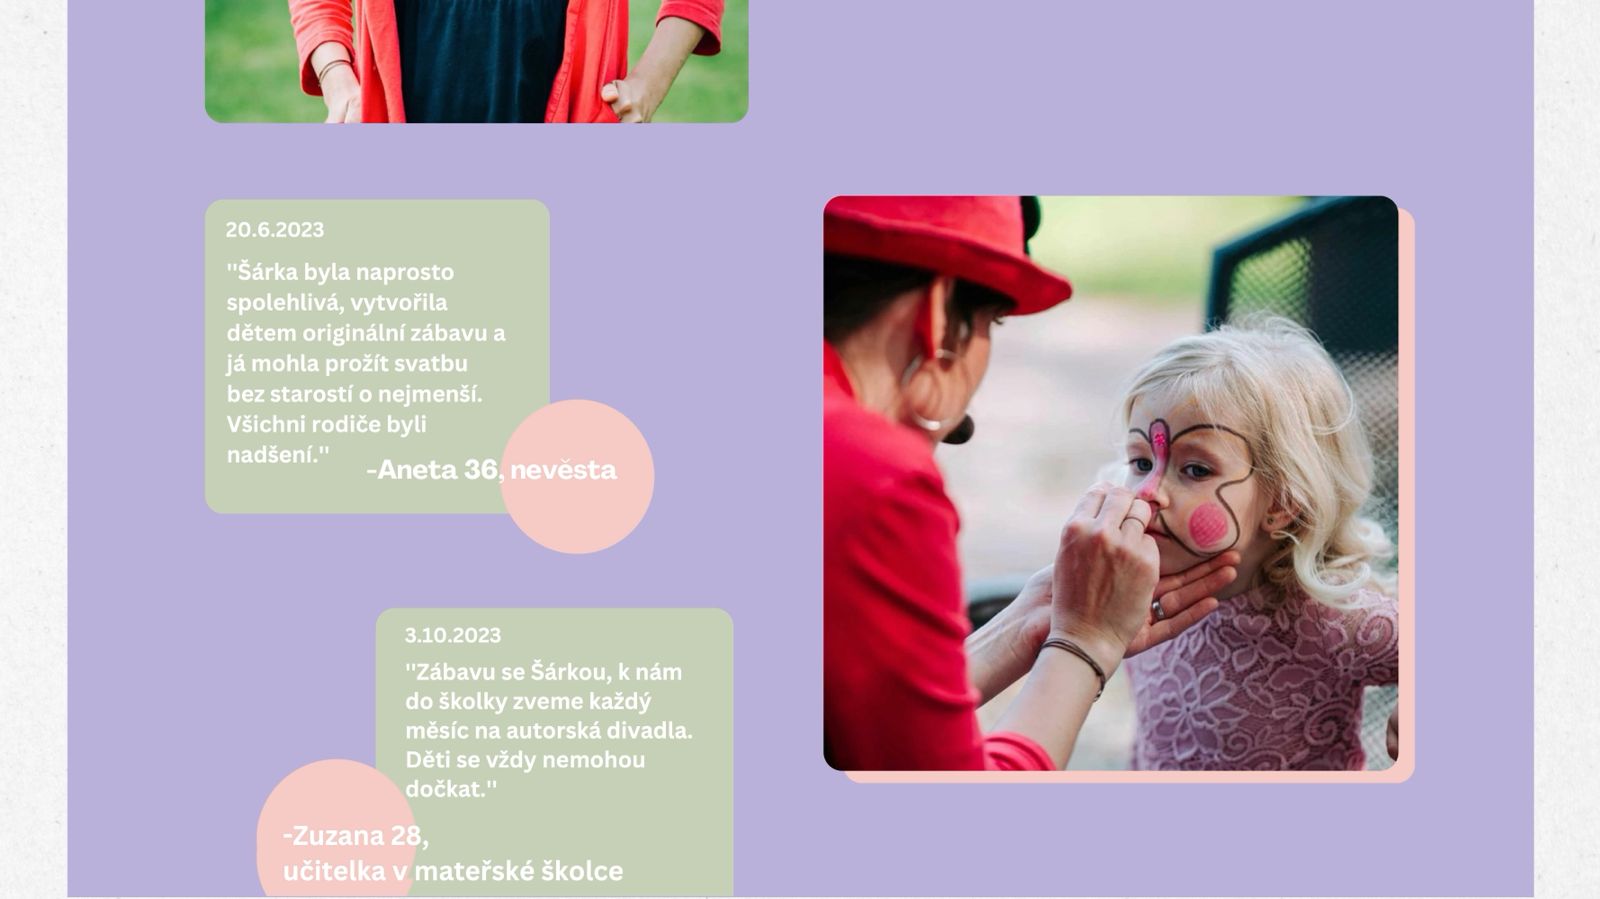 20.6.2023
"Šárka byla naprosto
spolehlivá, vytvořila
dětem originální zábavu a
já mohla prožít svatbu
bez starostí o nejmenší.
Všichni rodiče byli
nadšení."
-Aneta 36, nevěsta
3.10.2023
"Zábavu se Šárkou, k nám
do školky zveme každý
měsíc na autorská divadla.
Děti se vždy nemohou
dočkat."
-Zuzana 28,
učitelka v mateřské školce